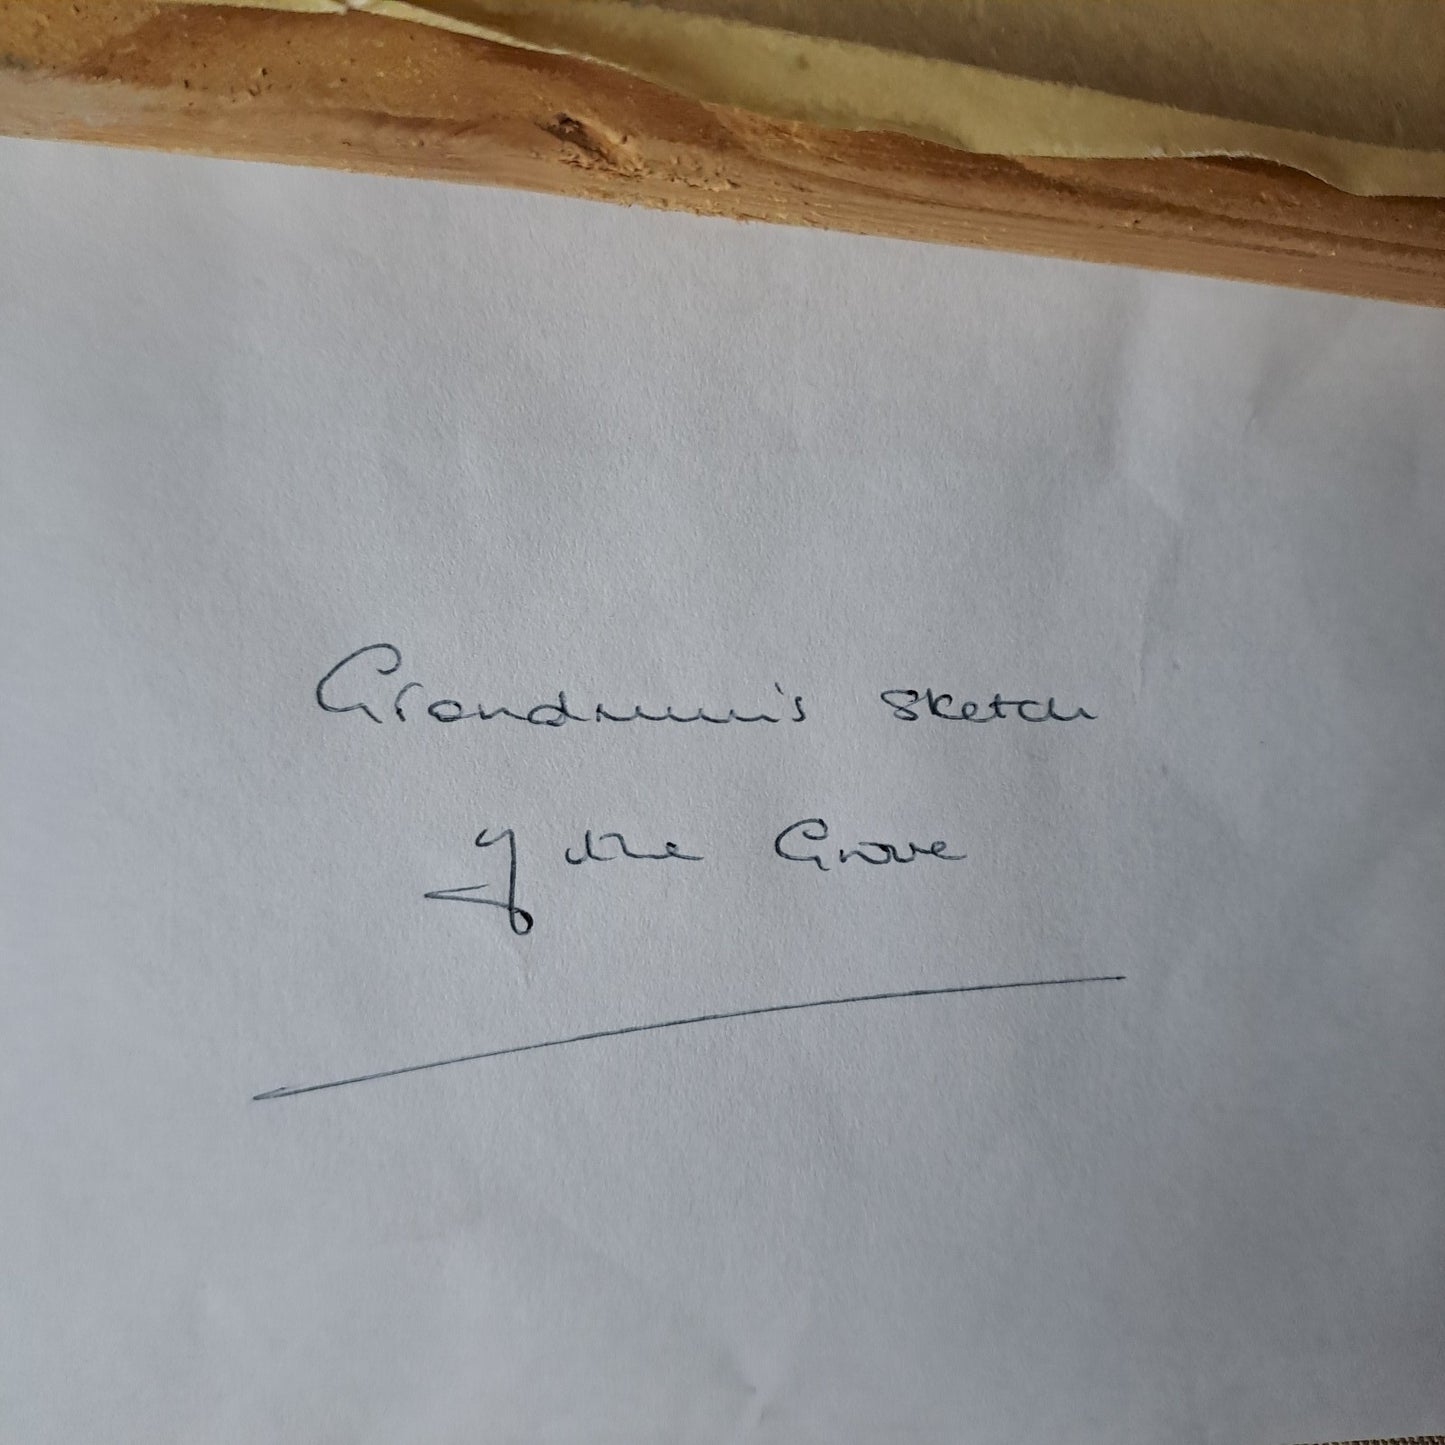 Grandmum's sketch
of the Grove